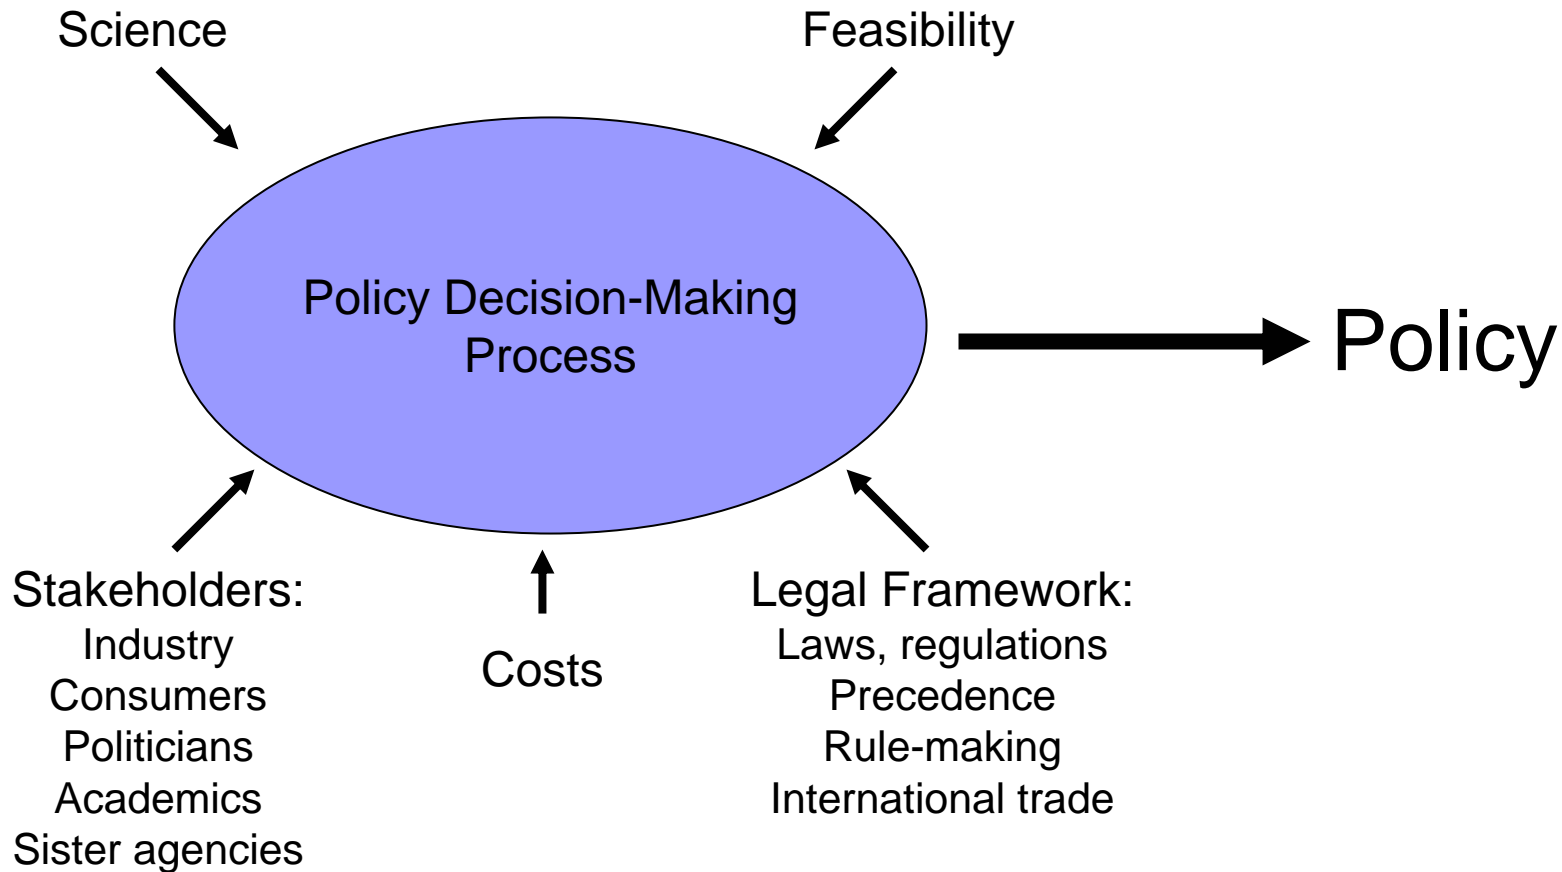 Science
Feasibility
Policy Decision-Making
Process
Policy
Stakeholders:
Industry
Consumers
Politicians
Academics
Sister agencies
Costs
Legal Framework:
Laws, regulations
Precedence
Rule-making
International trade